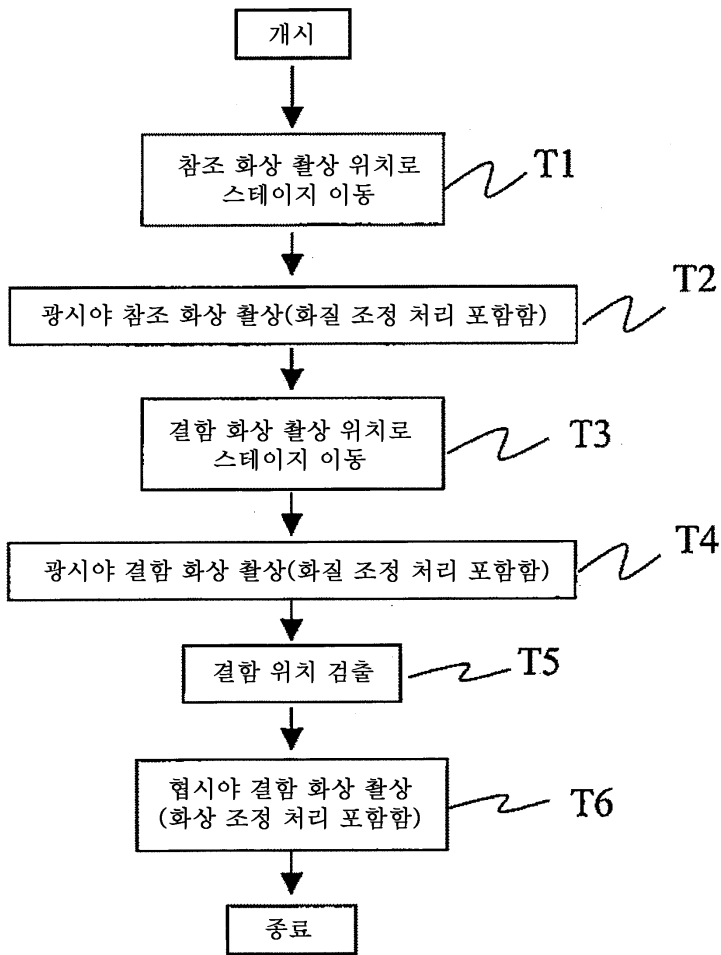 개시
참조 화상 촬상 위치로
스테이지 이동
T1
광시야 참조 화상 촬상(화질 조정 처리 포함함)
T2
결함 화상 촬상 위치로
스테이지 이동
T3
광시야 결함 화상 촬상(화질 조정 처리 포함함)
T4
결함 위치 검출
T5
협시야 결함 화상 촬상
(화상 조정 처리 포함함)
T6
종료